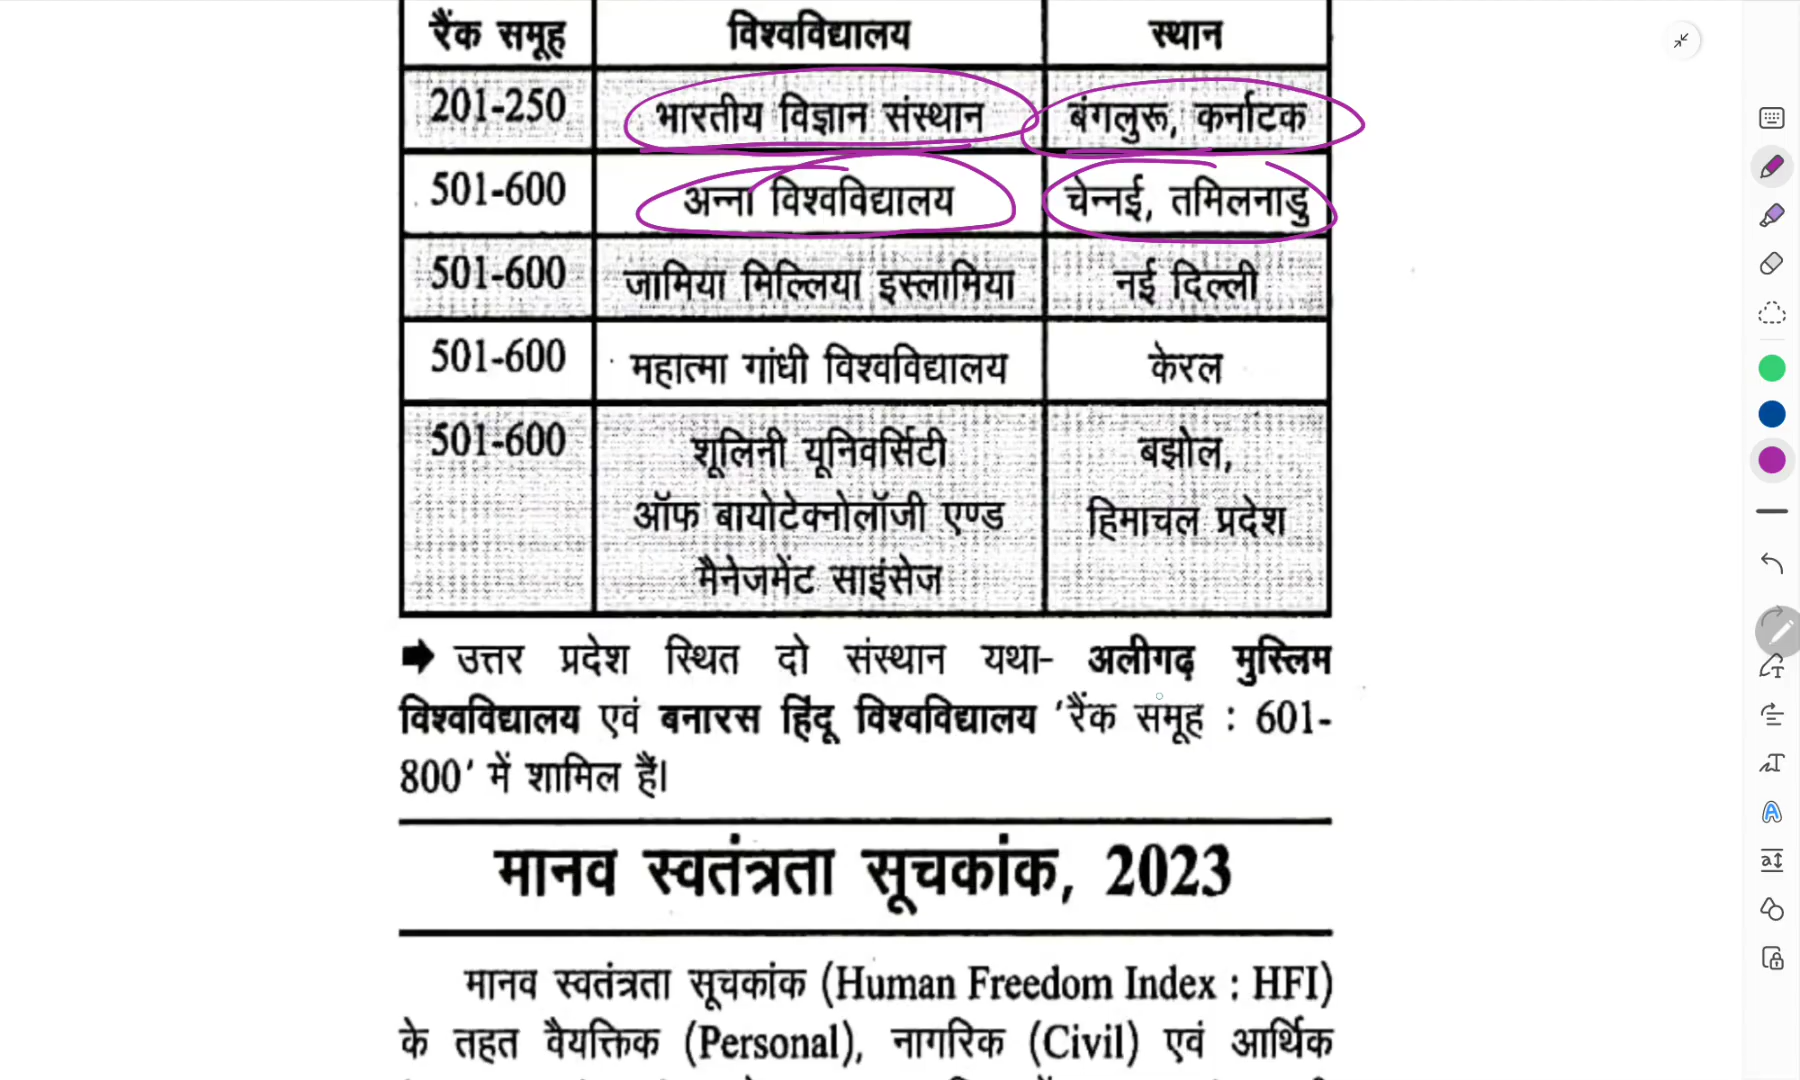 रैंक समूह विश्वविद्यालय स्थान
201-250 भारतीय विज्ञान संस्थान बंगलुरू, कर्नाटक
501-600 अन्ना विश्वविद्यालय चेन्नई, तमिलनाडु
501-600 जामिया मिल्लिया इस्लामिया नई दिल्ली
501-600 महात्मा गांधी विश्वविद्यालय केरल
501-600 शूलिनी यूनिवर्सिटी बझोल,
ऑफ बायोटेक्नोलॉजी एण्ड हिमाचल प्रदेश
मैनेजमेंट साइंसेज
➡ उत्तर प्रदेश स्थित दो संस्थान यथा- अलीगढ़ मुस्लिम
विश्वविद्यालय एवं बनारस हिंदू विश्वविद्यालय 'रैंक समूह : 601-
800' में शामिल हैं।
मानव स्वतंत्रता सूचकांक, 2023
मानव स्वतंत्रता सूचकांक (Human Freedom Index : HFI)
के तहत वैयक्तिक (Personal), नागरिक (Civil) एवं आर्थिक